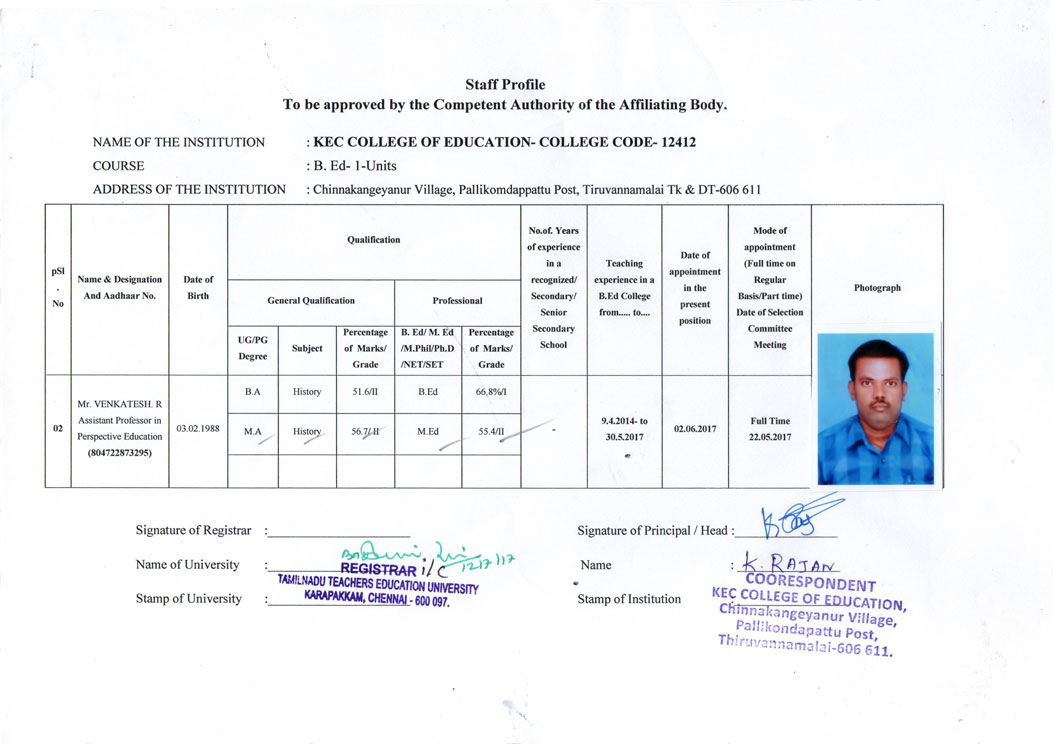 Staff Profile
To be approved by the Competent Authority of the Affiliating Body.
NAME OF THE INSTITUTION : KEC COLLEGE OF EDUCATION- COLLEGE CODE- 12412
COURSE : B. Ed- 1-Units
ADDRESS OF THE INSTITUTION : Chinnakangeyanur Village, Pallikomdappattu Post, Tiruvannamalai Tk & DT-606 611
pSl
.
No
Name & Designation
And Aadhaar No.
Date of
Birth
Qualification
General Qualification
Professional
UG/PG
Degree
Subject
Percentage
of Marks/
Grade
B. Ed/ M. Ed
/M.Phil/Ph.D
/NET/SET
Percentage
of Marks/
Grade
No.of. Years
of experience
in a
recognized/
Secondary/
Senior
Secondary
School
Teaching
experience in a
B.Ed College
from..... to....
Date of
appointment
in the
present
position
Mode of
appointment
(Full time on
Regular
Basis/Part time)
Date of Selection
Committee
Meeting
Photograph
02
Mr. VENKATESH. R
Assistant Professor in
Perspective Education
(804722873295)
03.02.1988
B.A History 51.6/II B.Ed 66,8%/I
M.A History 56.7/II M.Ed 55.4/II
-
9.4.2014- to
30.5.2017
02.06.2017
Full Time
22.05.2017
Signature of Registrar :
Name of University :
Stamp of University :
12/7/17
REGISTRAR i/c
TAMILNADU TEACHERS EDUCATION UNIVERSITY
KARAPAKKAM, CHENNAI - 600 097.
Signature of Principal / Head :
Name : K. RAJAN
Stamp of Institution :
COORESPONDENT
KEC COLLEGE OF EDUCATION,
Chinnakangeyanur Village,
Pallikondapattu Post,
Thiruvannamalai-606 611.